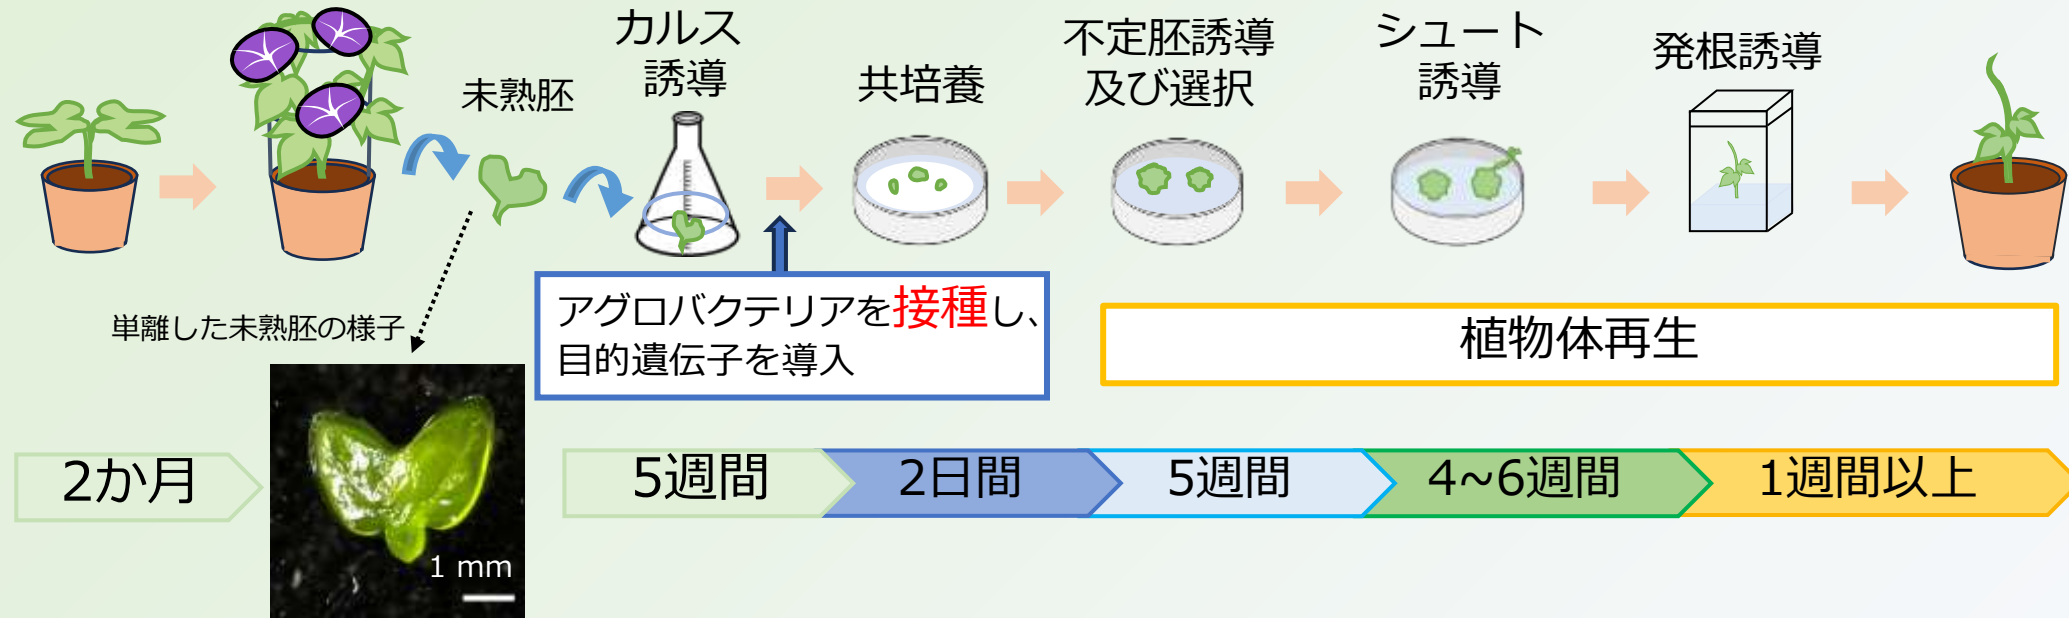 未熟胚
カルス
誘導
共培養
不定胚誘導
及び選択
シュート
誘導
発根誘導
単離した未熟胚の様子
アグロバクテリアを接種し、
目的遺伝子を導入
植物体再生
1 mm
2か月
5週間
2日間
5週間
4~6週間
1週間以上